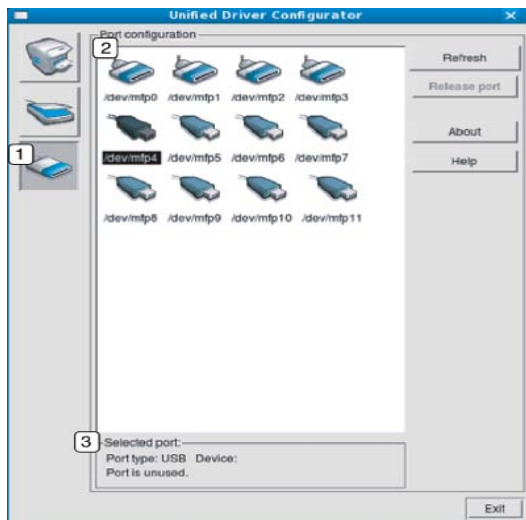 Unified Driver Configurator
Port configuration
2
Refresh
/dev/mfp0 /dev/mfp1 /dev/mfp2 /dev/mfp3
Release port
About
1
/dev/mfp4 /dev/mfp5 /dev/mfp6 /dev/mfp7
Help
/dev/mfp8 /dev/mfp9 /dev/mfp10 /dev/mfp11
3
Selected port:
Port type: USB Device:
Port is unused.
Exit